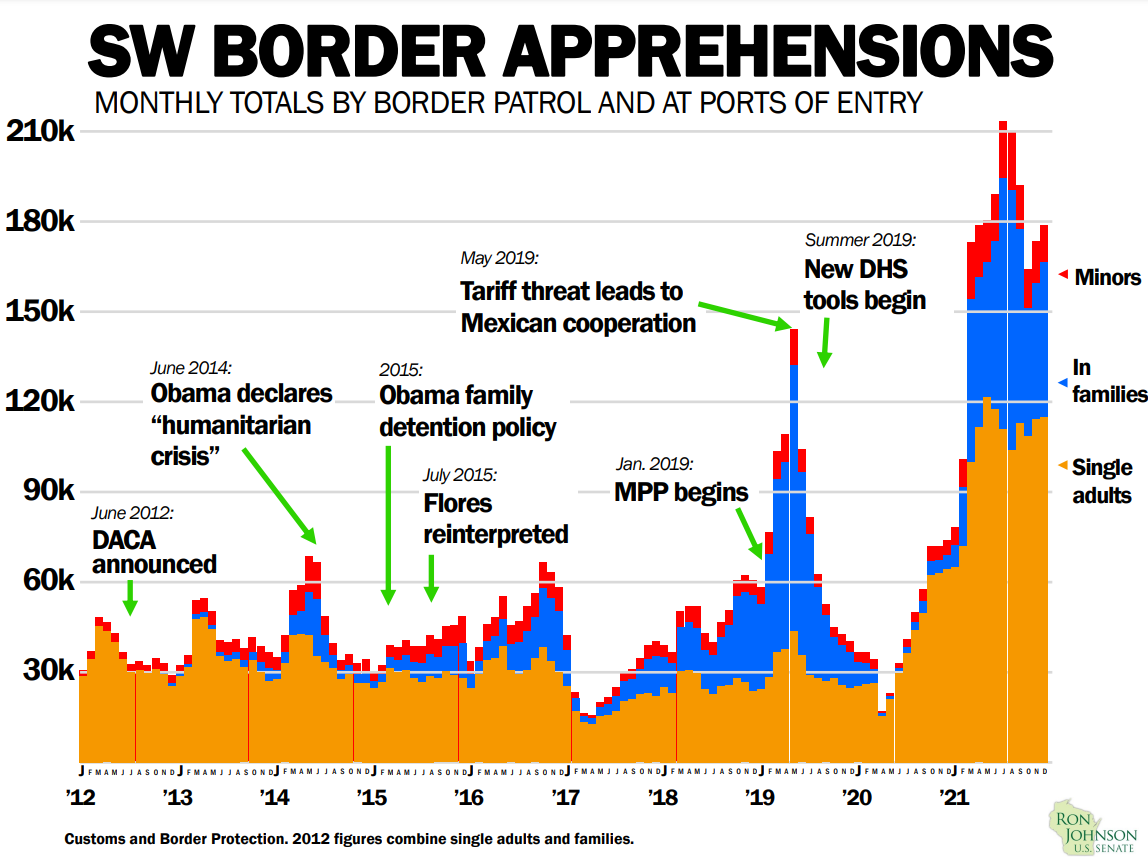 SW BORDER APPREHENSIONS
MONTHLY TOTALS BY BORDER PATROL AND AT PORTS OF ENTRY
210k
180k
150k
120k
90k
60k
30k
June 2012:
DACA
announced
June 2014:
Obama declares
“humanitarian
crisis”
2015:
Obama family
detention policy
July 2015:
Flores
reinterpreted
May 2019:
Tariff threat leads to
Mexican cooperation
Jan. 2019:
MPP begins
Summer 2019:
New DHS
tools begin
Minors
In
families
Single
adults
J F M A M J J A S O N D J F M A M J J A S O N D J F M A M J J A S O N D J F M A M J J A S O N D J F M A M J J A S O N D J F M A M J J A S O N D J F M A M J J A S O N D J F M A M J J A S O N D J F M A M J J A S O N D J F M A M J J A S O N D
’12 ’13 ’14 ’15 ’16 ’17 ’18 ’19 ’20 ’21
Customs and Border Protection. 2012 figures combine single adults and families.
RON
JOHNSON
U.S. SENATE